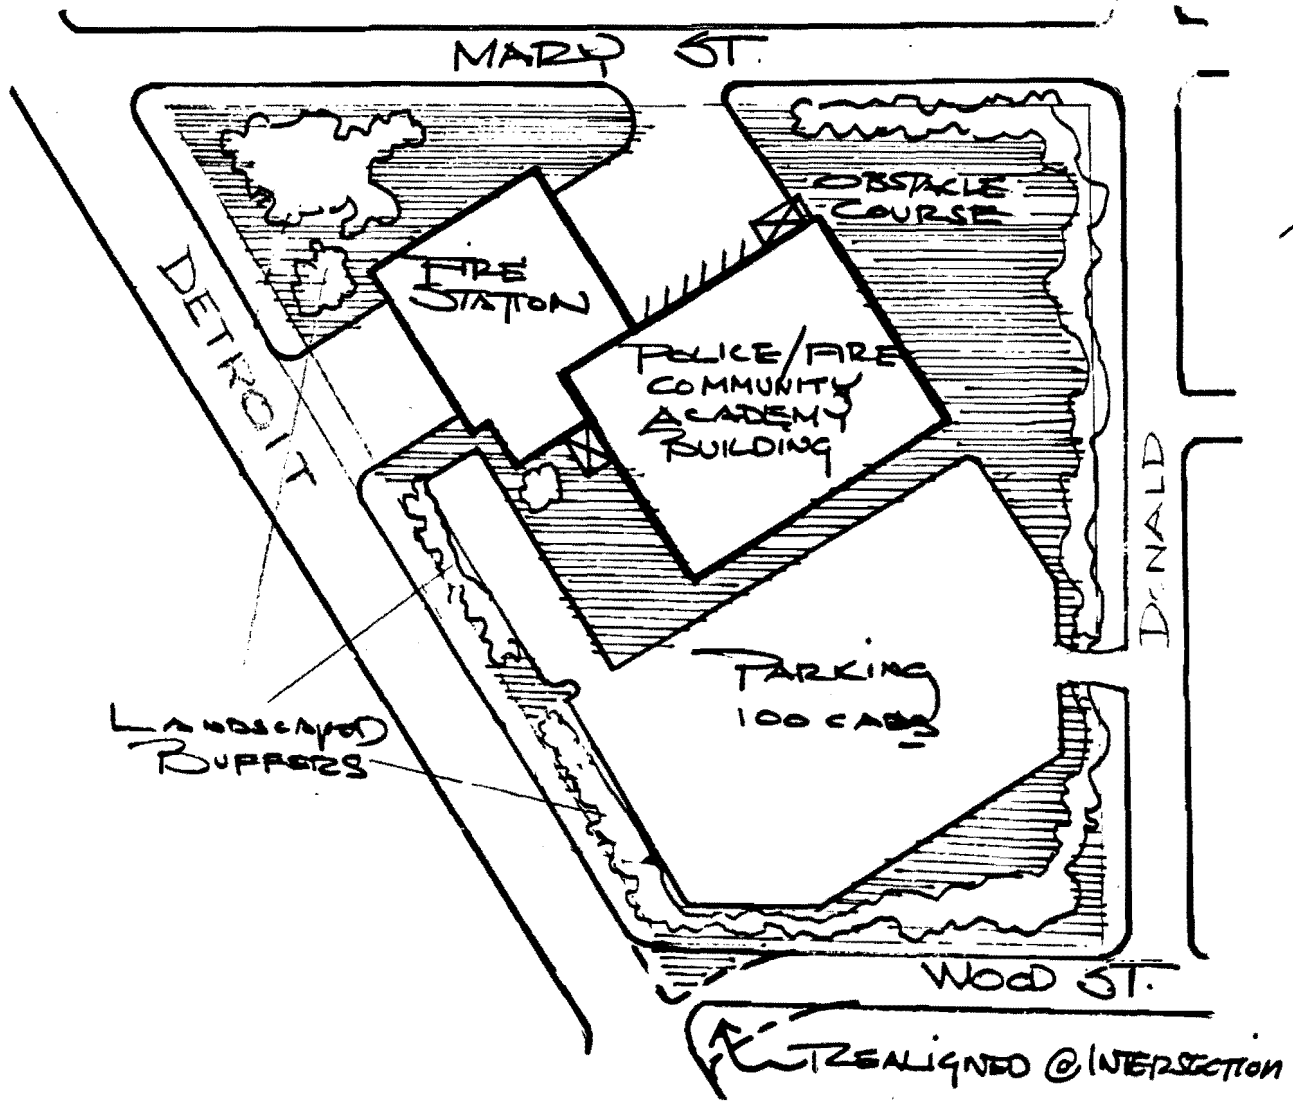 MARY ST.
OBSTACLE
COURSE
DETROIT
FIRE
STATION
POLICE/FIRE
COMMUNITY
ACADEMY
BUILDING
DONALD
PARKING
100 CARS
LANDSCAPED
BUFFERS
WOOD ST.
REALIGNED @ INTERSECTION